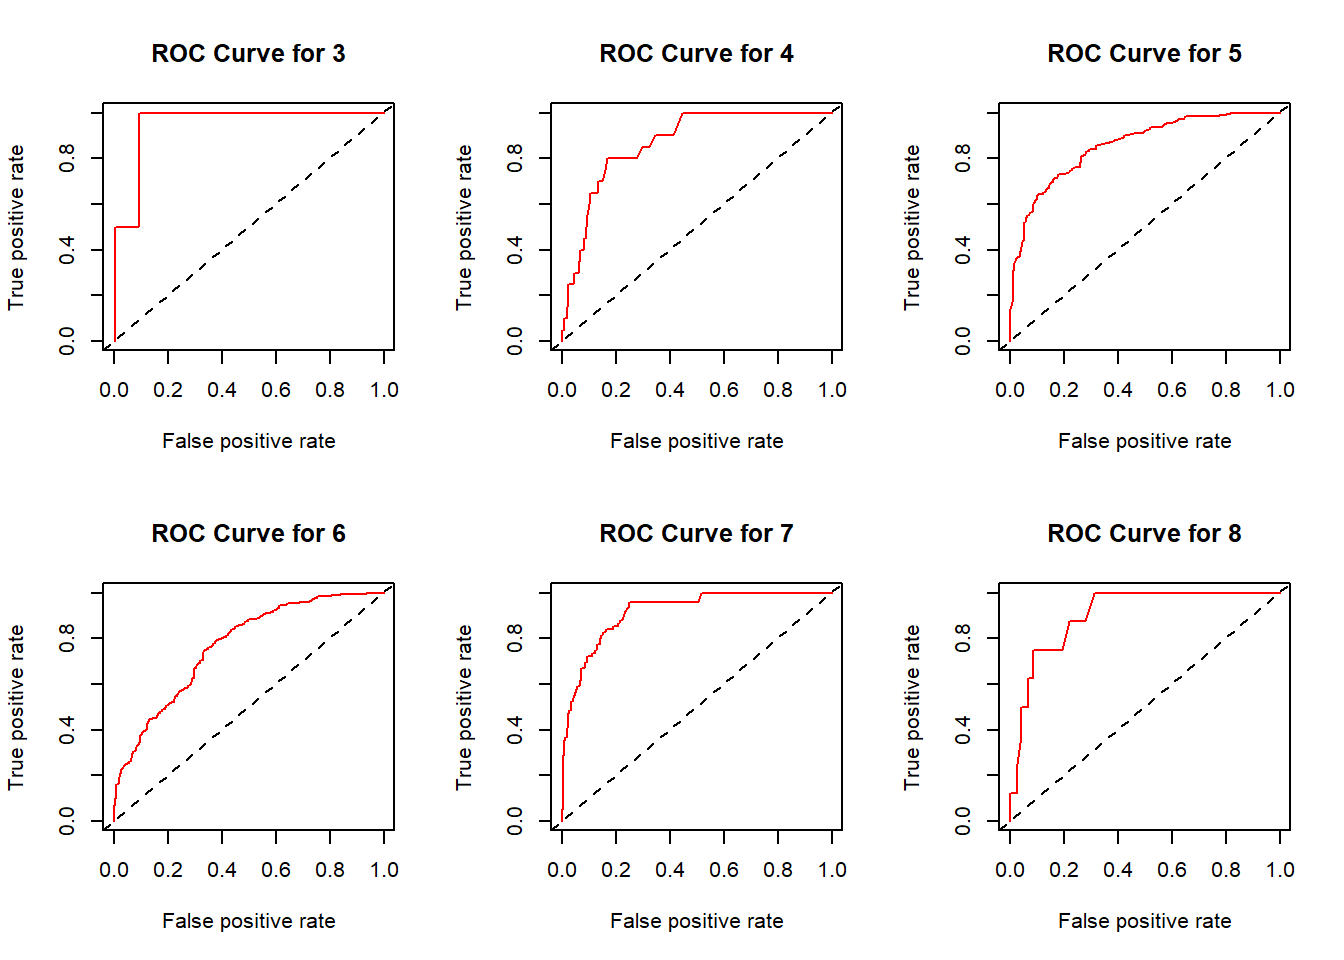 ROC Curve for 3
True positive rate
0.0 0.4 0.8
0.0 0.2 0.4 0.6 0.8 1.0
False positive rate
ROC Curve for 4
True positive rate
0.0 0.4 0.8
0.0 0.2 0.4 0.6 0.8 1.0
False positive rate
ROC Curve for 5
True positive rate
0.0 0.4 0.8
0.0 0.2 0.4 0.6 0.8 1.0
False positive rate
ROC Curve for 6
True positive rate
0.0 0.4 0.8
0.0 0.2 0.4 0.6 0.8 1.0
False positive rate
ROC Curve for 7
True positive rate
0.0 0.4 0.8
0.0 0.2 0.4 0.6 0.8 1.0
False positive rate
ROC Curve for 8
True positive rate
0.0 0.4 0.8
0.0 0.2 0.4 0.6 0.8 1.0
False positive rate